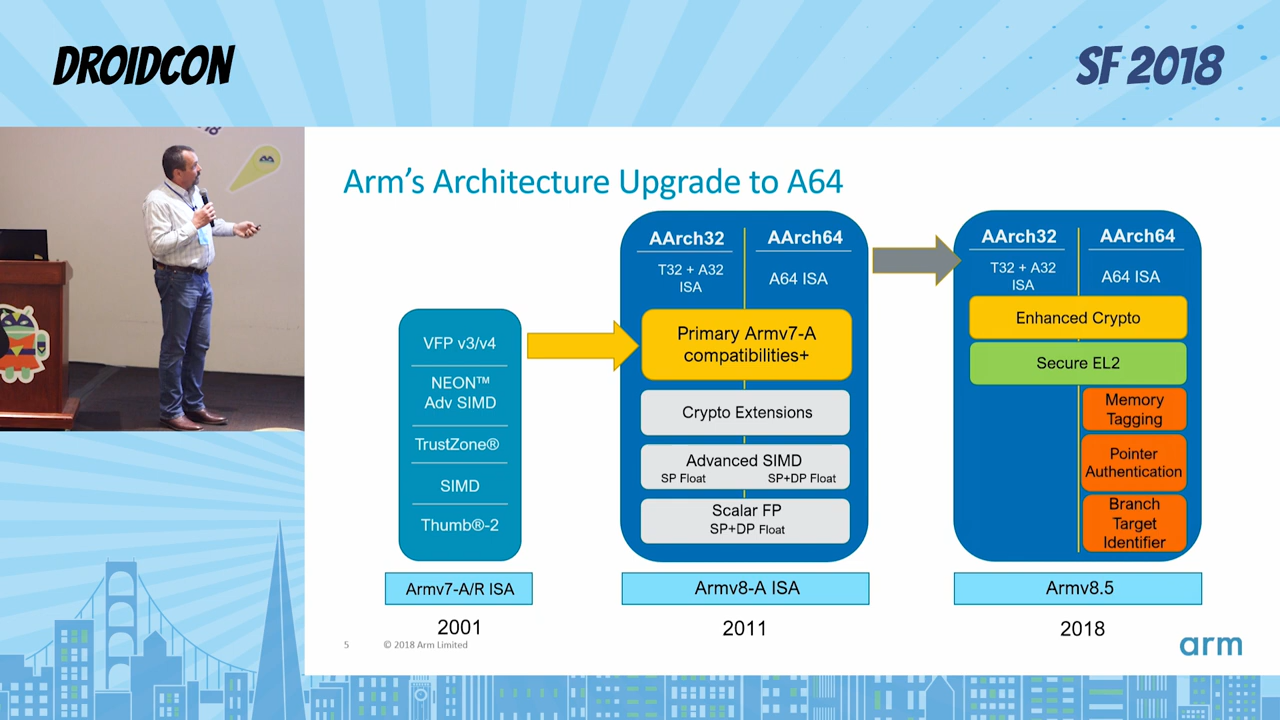 DROIDCON
SF 2018
Arm's Architecture Upgrade to A64
VFP v3/v4
NEON™
Adv SIMD
TrustZone®
SIMD
Thumb®-2
Armv7-A/R ISA
2001
AArch32
AArch64
T32 + A32
ISA
A64 ISA
Primary Armv7-A
compatibilities+
Crypto Extensions
Advanced SIMD
SP Float
SP+DP Float
Scalar FP
SP+DP Float
Armv8-A ISA
2011
AArch32
AArch64
T32 + A32
ISA
A64 ISA
Enhanced Crypto
Secure EL2
Memory
Tagging
Pointer
Authentication
Branch
Target
Identifier
Armv8.5
2018
5
© 2018 Arm Limited
arm